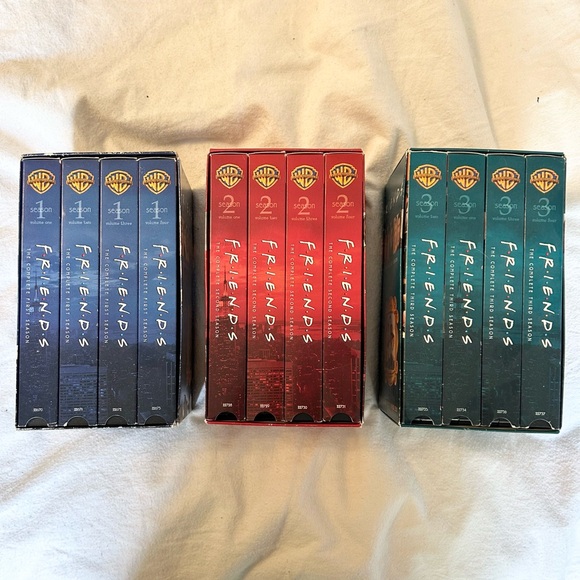 WB
1
season
volume one
F·R·I·E·N·D·S
THE COMPLETE FIRST SEASON
WB
1
season
volume two
F·R·I·E·N·D·S
THE COMPLETE FIRST SEASON
WB
1
season
volume three
F·R·I·E·N·D·S
THE COMPLETE FIRST SEASON
WB
1
season
volume four
F·R·I·E·N·D·S
THE COMPLETE FIRST SEASON
WB
season
2
volume one
F·R·I·E·N·D·S
THE COMPLETE SECOND SEASON
WB
season
2
volume two
F·R·I·E·N·D·S
THE COMPLETE SECOND SEASON
WB
season
2
volume three
F·R·I·E·N·D·S
THE COMPLETE SECOND SEASON
WB
season
2
volume four
F·R·I·E·N·D·S
THE COMPLETE SECOND SEASON
WB
3
season
volume one
F·R·I·E·N·D·S
THE COMPLETE THIRD SEASON
WB
3
season
volume two
F·R·I·E·N·D·S
THE COMPLETE THIRD SEASON
WB
3
season
volume three
F·R·I·E·N·D·S
THE COMPLETE THIRD SEASON
WB
3
season
volume four
F·R·I·E·N·D·S
THE COMPLETE THIRD SEASON